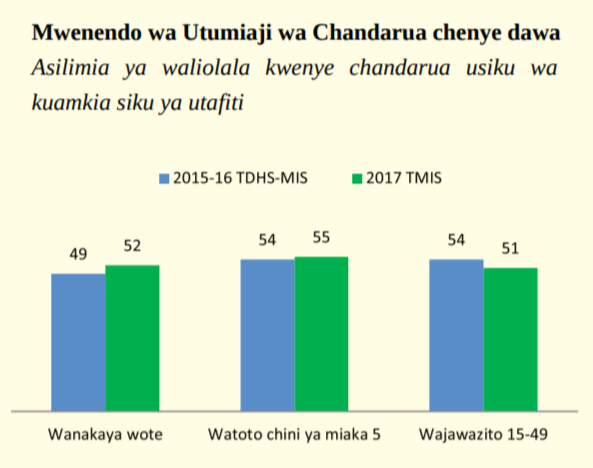 Mwenendo wa Utumiaji wa Chandarua chenye dawa
Asilimia ya waliolala kwenye chandarua usiku wa
kuamkia siku ya utafiti
2015-16 TDHS-MIS 2017 TMIS
49 52 54 55 54 51
Wanakaya wote Watoto chini ya miaka 5 Wajawazito 15-49